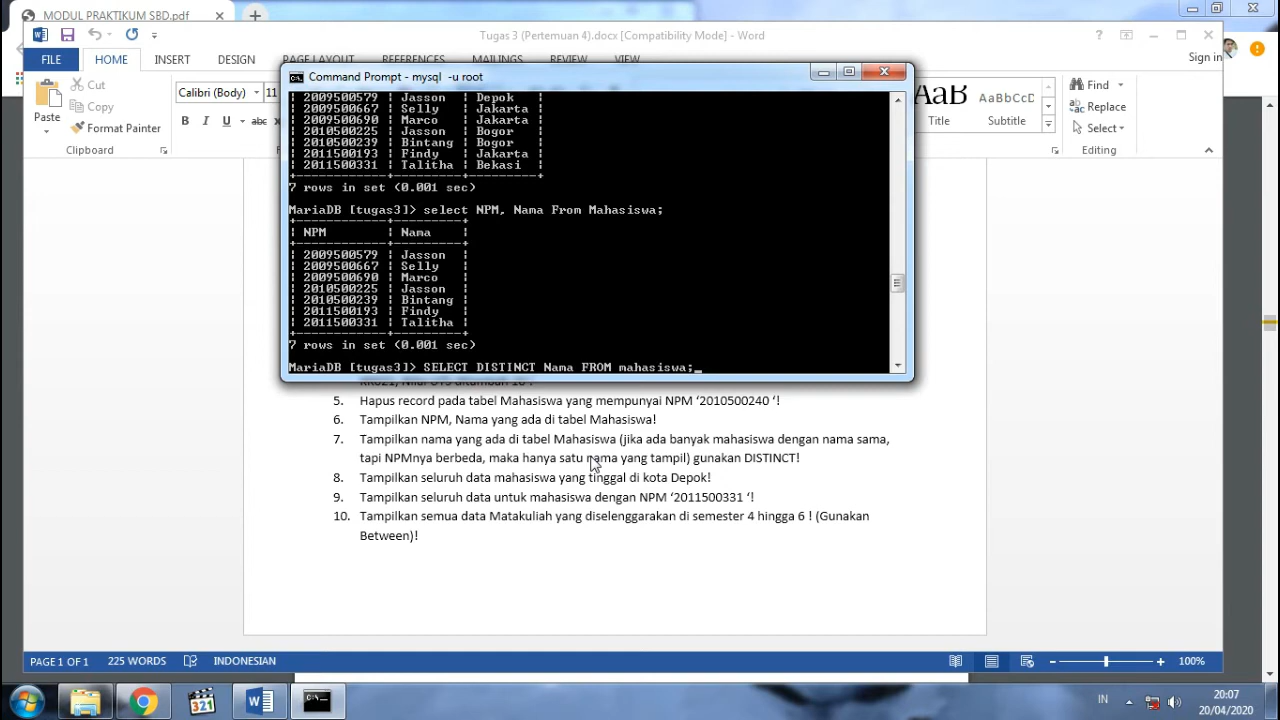 MODUL PRAKTIKUM SBD.pdf
Tugas 3 (Pertemuan 4).docx [Compatibility Mode] - Word
FILE HOME INSERT DESIGN PAGE LAYOUT REFERENCES MAILINGS REVIEW VIEW
Sign in
Paste
Cut
Copy
Format Painter
Clipboard
Calibri (Body) 11
B I U abc
AaB AaBbCcD
Title Subtitle
Find
Replace
Select
Editing
Command Prompt - mysql -u root
| 2009500579 | Jasson | Depok |
| 2009500667 | Selly | Jakarta |
| 2009500690 | Marco | Jakarta |
| 2010500225 | Jasson | Bogor |
| 2010500239 | Bintang | Bogor |
| 2011500193 | Findy | Jakarta |
| 2011500331 | Talitha | Bekasi |
+------------+---------+---------+
7 rows in set (0.001 sec)
MariaDB [tugas3]> select NPM, Nama From Mahasiswa;
+------------+---------+
| NPM | Nama |
+------------+---------+
| 2009500579 | Jasson |
| 2009500667 | Selly |
| 2009500690 | Marco |
| 2010500225 | Jasson |
| 2010500239 | Bintang |
| 2011500193 | Findy |
| 2011500331 | Talitha |
+------------+---------+
7 rows in set (0.001 sec)
MariaDB [tugas3]> SELECT DISTINCT Nama FROM mahasiswa;_
5. Hapus record pada tabel Mahasiswa yang mempunyai NPM ‘2010500240 ‘!
6. Tampilkan NPM, Nama yang ada di tabel Mahasiswa!
7. Tampilkan nama yang ada di tabel Mahasiswa (jika ada banyak mahasiswa dengan nama sama,
tapi NPMnya berbeda, maka hanya satu nama yang tampil) gunakan DISTINCT!
8. Tampilkan seluruh data mahasiswa yang tinggal di kota Depok!
9. Tampilkan seluruh data untuk mahasiswa dengan NPM ‘2011500331 ‘!
10. Tampilkan semua data Matakuliah yang diselenggarakan di semester 4 hingga 6 ! (Gunakan
Between)!
PAGE 1 OF 1 225 WORDS INDONESIAN 100%
321
IN
20:07
20/04/2020